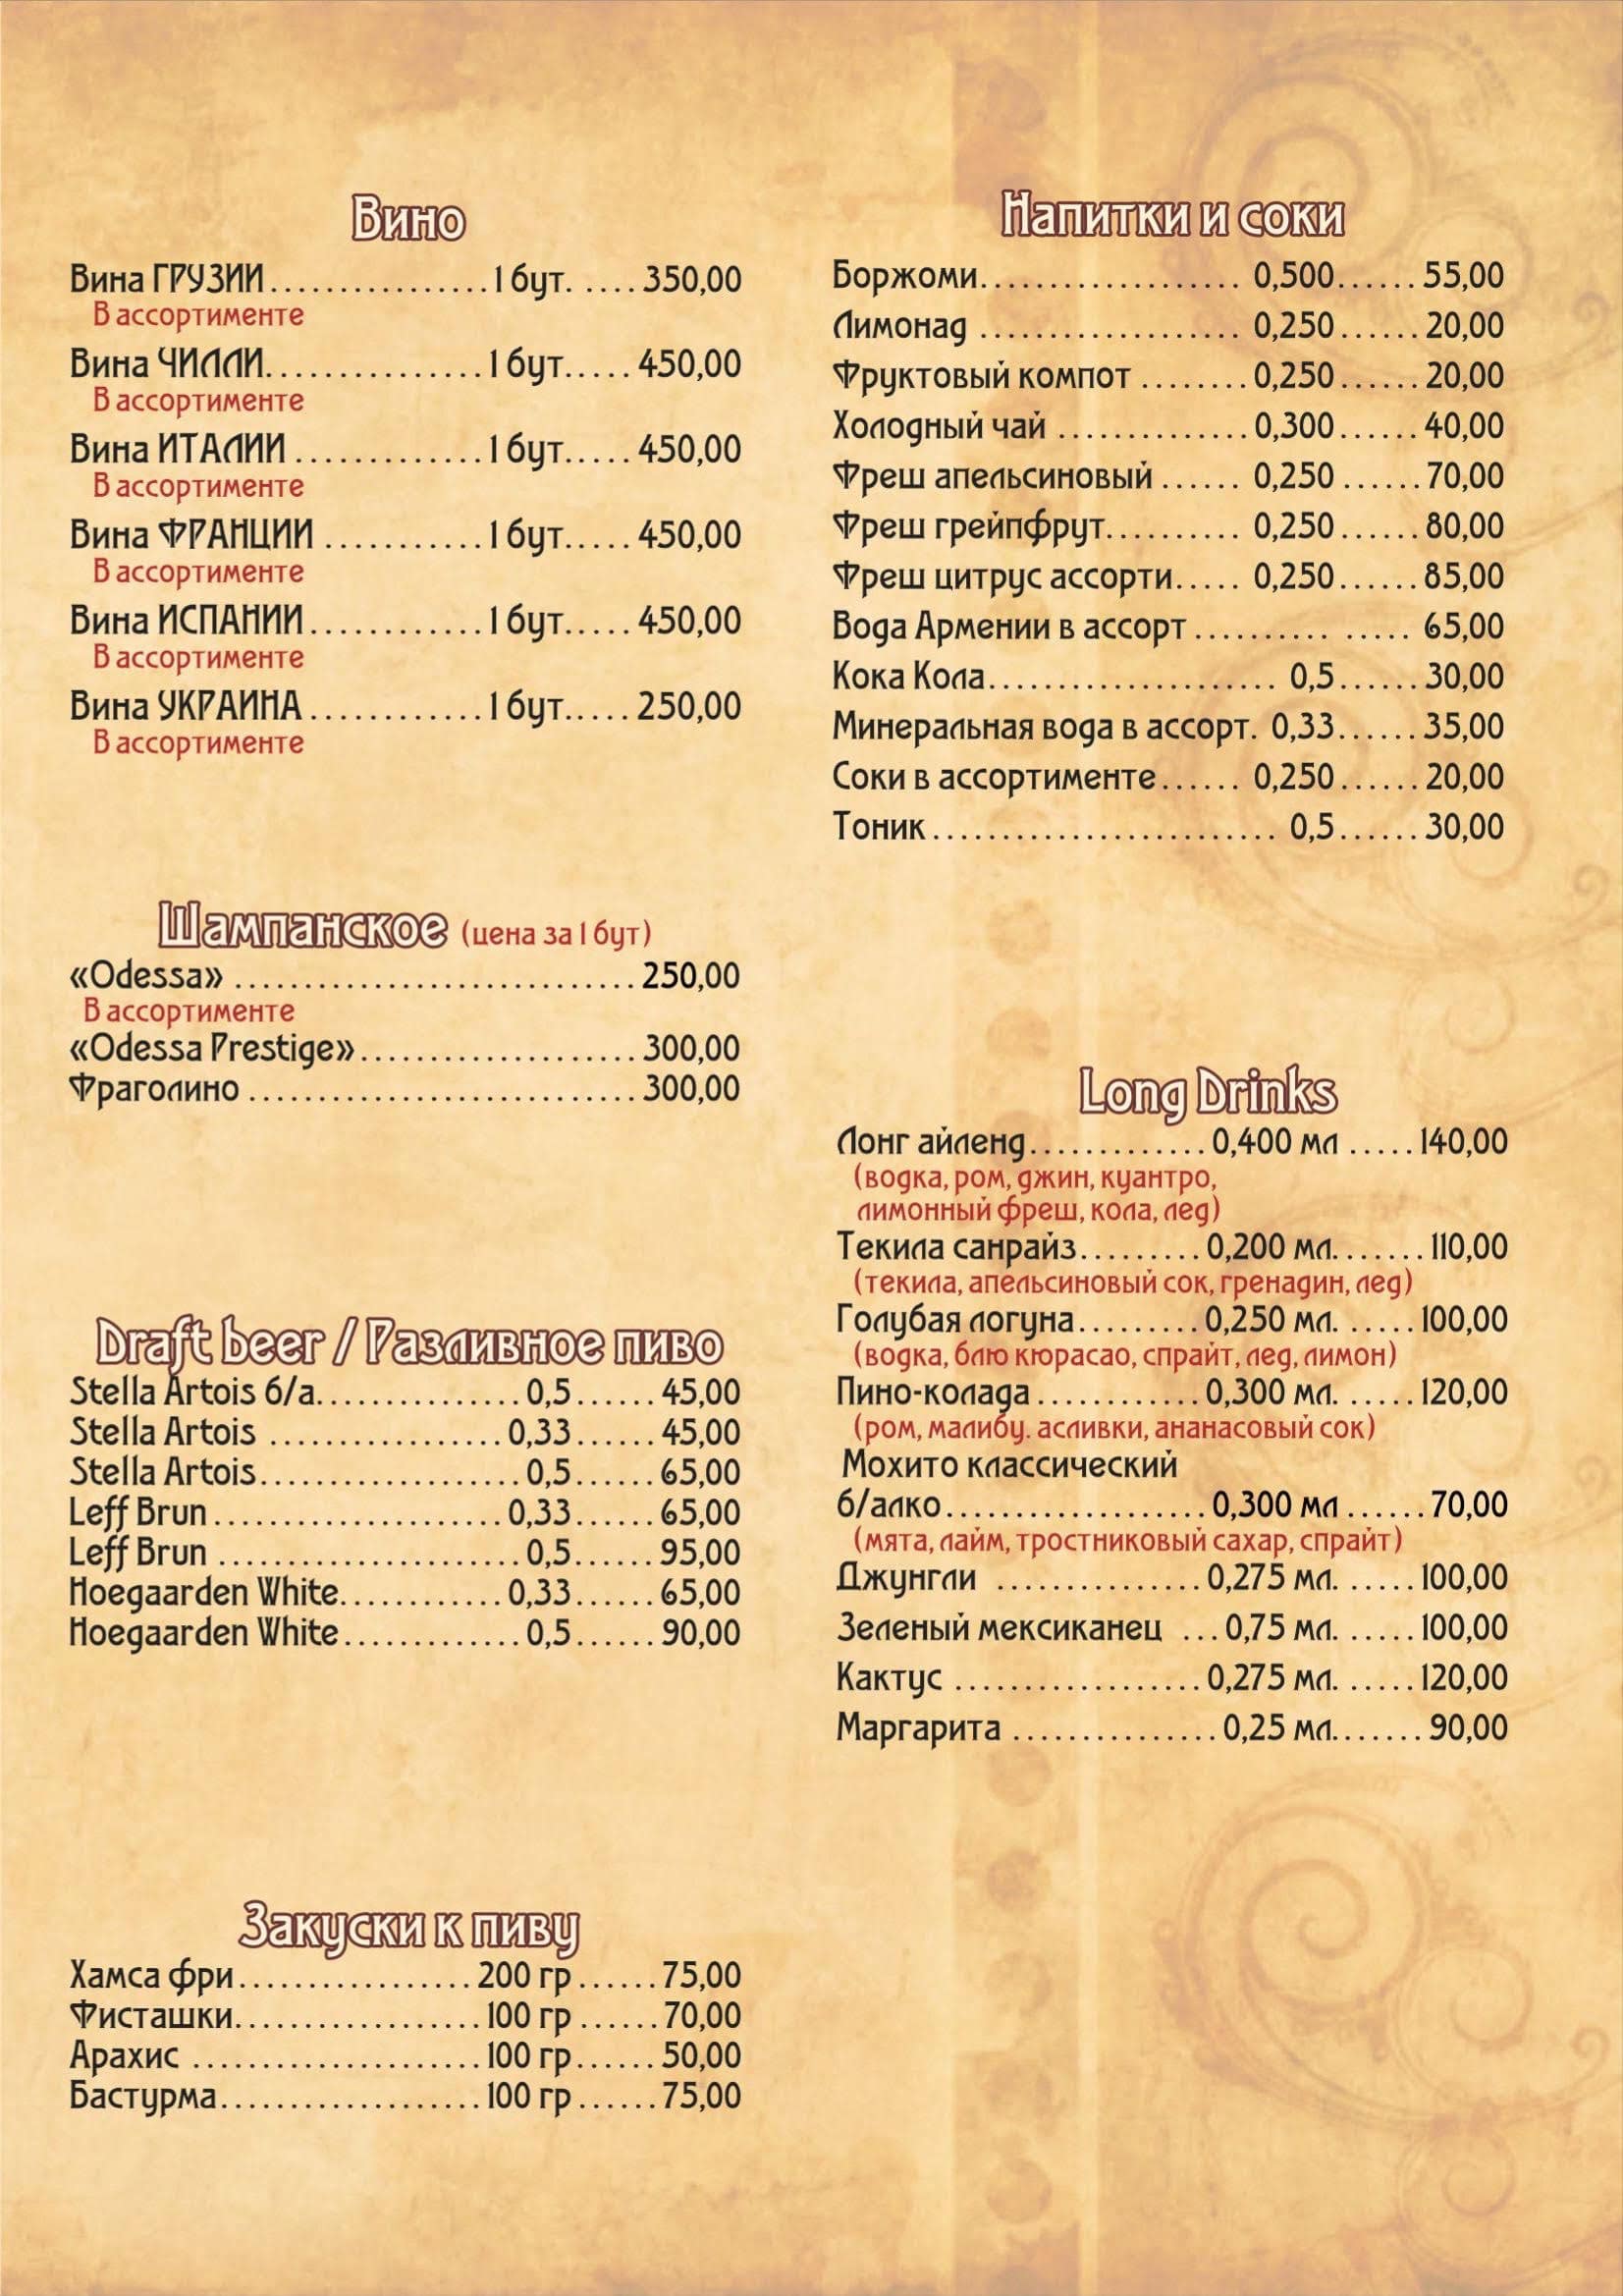 Вино
Вина ГРУЗИИ................1 бут. .....350,00
В ассортименте
Вина ЧИЛЛИ................1 бут.....450,00
В ассортименте
Вина ИТАЛИИ..............1 бут.....450,00
В ассортименте
Вина ФРАНЦИИ............1 бут.....450,00
В ассортименте
Вина ИСПАНИИ.............1 бут.....450,00
В ассортименте
Вина УКРАИНА.............1 бут.....250,00
В ассортименте
Шампанское (цена за 1 бут)
«Odessa» .............................250,00
В ассортименте
«Odessa Prestige»....................300,00
Фраголино ............................300,00
Draft beer / Разливное пиво
Stella Artois б/а...............0,5......45,00
Stella Artois .................0,33......45,00
Stella Artois...................0,5......65,00
Leff Brun.....................0,33......65,00
Leff Brun ......................0,5......95,00
Hoegaarden White............0,33......65,00
Hoegaarden White.............0,5......90,00
Закуски к пиву
Хамса фри.................200 гр......75,00
Фисташки..................100 гр......70,00
Арахис .....................100 гр......50,00
Бастурма...................100 гр......75,00
Напитки и соки
Боржоми................... 0,500......55,00
Лимонад ................... 0,250......20,00
Фруктовый компот ........0,250......20,00
Холодный чай ..............0,300......40,00
Фреш апельсиновый ...... 0,250 ......70,00
Фреш грейпфрут.......... 0,250......80,00
Фреш цитрус ассорти..... 0,250......85,00
Вода Армении в ассорт .......... ..... 65,00
Кока Кола..................... 0,5......30,00
Минеральная вода в ассорт. 0,33......35,00
Соки в ассортименте...... 0,250......20,00
Тоник......................... 0,5......30,00
Long Drinks
Лонг айленд.............0,400 мл .....140,00
(водка, ром, джин, куантро,
лимонный фреш, кола, лед)
Текила санрайз.........0,200 мл.......110,00
(текила, апельсиновый сок, гренадин, лед)
Голубая логуна.........0,250 мл. .....100,00
(водка, блю кюрасао, спрайт, лед, лимон)
Пино-колада............0,300 мл. .....120,00
(ром, малибу. асливки, ананасовый сок)
Мохито классический
б/алко...................0,300 мл ......70,00
(мята, лайм, тростниковый сахар, спрайт)
Джунгли ...............0,275 мл. .....100,00
Зеленый мексиканец ...0,75 мл. .....100,00
Кактус ..................0,275 мл. .....120,00
Маргарита ...............0,25 мл.......90,00